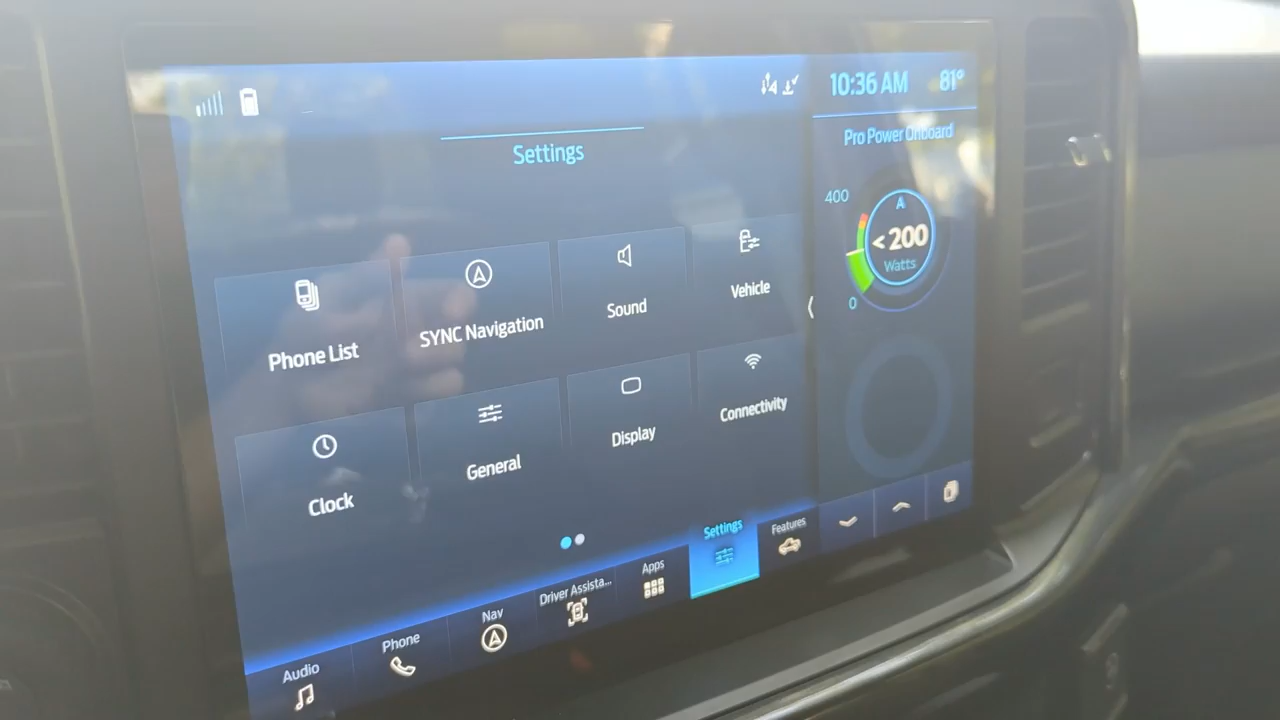 10:36 AM 81°
Settings
Pro Power Onboard
400
A
< 200
Watts
0
Phone List
SYNC Navigation
Sound
Vehicle
Clock
General
Display
Connectivity
Audio
Phone
Nav
Driver Assista...
Apps
Settings
Features